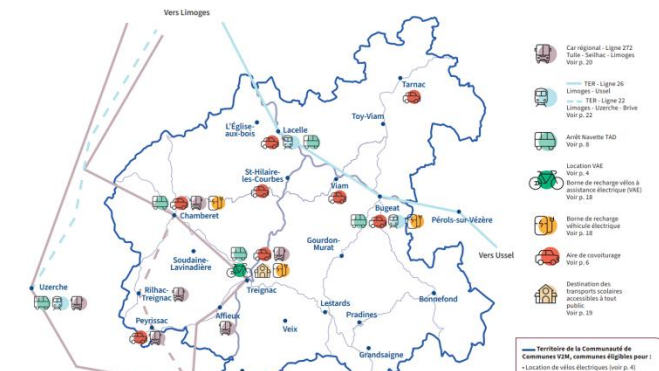 Vers Limoges
Tarnac
Toy-Viam
L'Église-
aux-bois
Lacelle
St-Hilaire-
les-Courbes
Viam
Chamberet
Bugeat
Pérols-sur-Vézère
Vers Ussel
Gourdon-
Murat
Soudaine-
Lavinadière
Treignac
Uzerche
Rilhac-
Treignac
Bonnefond
Lestards
Affieux
Pradines
Peyrissac
Veix
Grandsaigne
Car régional - Ligne 272
Tulle - Seilhac - Limoges
Voir p. 20
TER - Ligne 26
Limoges - Ussel
TER - Ligne 22
Limoges - Uzerche - Brive
Voir p. 22
Arrêt Navette TAD
Voir p. 8
Location VAE
Voir p. 4
Borne de recharge vélos à
assistance électrique (VAE)
Voir p. 18
Borne de recharge
véhicule électrique
Voir p. 18
Aire de covoiturage
Voir p. 6
Destination des
transports scolaires
accessibles à tout
public
Voir p. 19
Territoire de la Communauté de
Communes V2M, communes éligibles pour :
• Location de vélos électriques (voir p. 4)